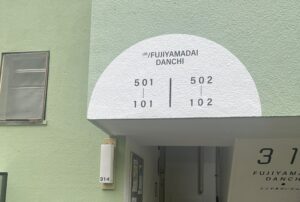 /FUJIYAMADAI
DANCHI
501 502
101 102
314
31
FUJIYAMADAI
DANCHI